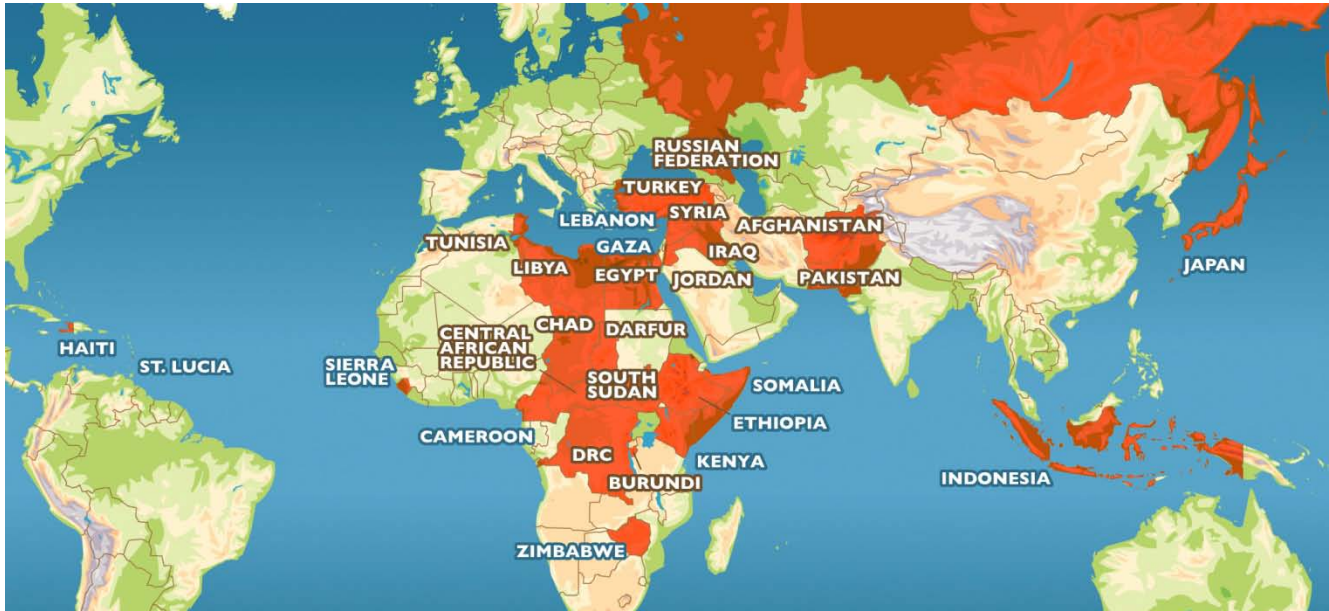 RUSSIAN
FEDERATION
TURKEY
LEBANON
SYRIA
AFGHANISTAN
TUNISIA
GAZA
IRAQ
LIBYA
EGYPT
JORDAN
PAKISTAN
JAPAN
CHAD
DARFUR
CENTRAL
AFRICAN
REPUBLIC
HAITI
ST. LUCIA
SIERRA
LEONE
SOUTH
SUDAN
SOMALIA
ETHIOPIA
CAMEROON
DRC
KENYA
BURUNDI
INDONESIA
ZIMBABWE